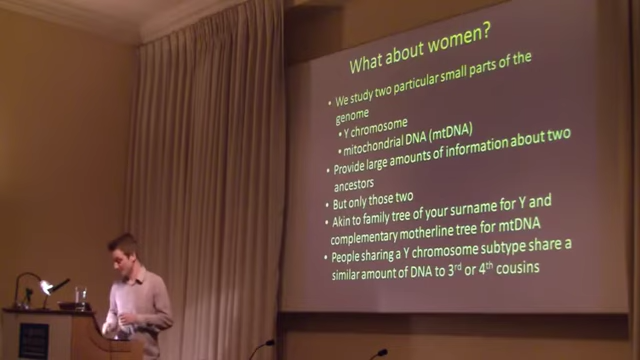 What about women?
• We study two particular small parts of the
genome
• Y chromosome
• mitochondrial DNA (mtDNA)
• Provide large amounts of information about two
ancestors
• But only those two
• Akin to family tree of your surname for Y and
complementary motherline tree for mtDNA
• People sharing a Y chromosome subtype share a
similar amount of DNA to 3rd or 4th cousins